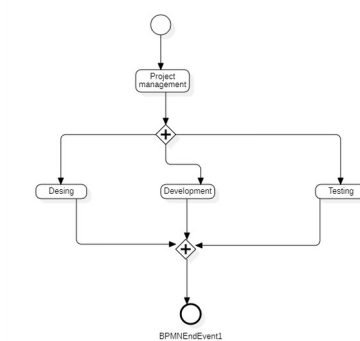 Project
management
Desing
Development
Testing
BPMNEndEvent1